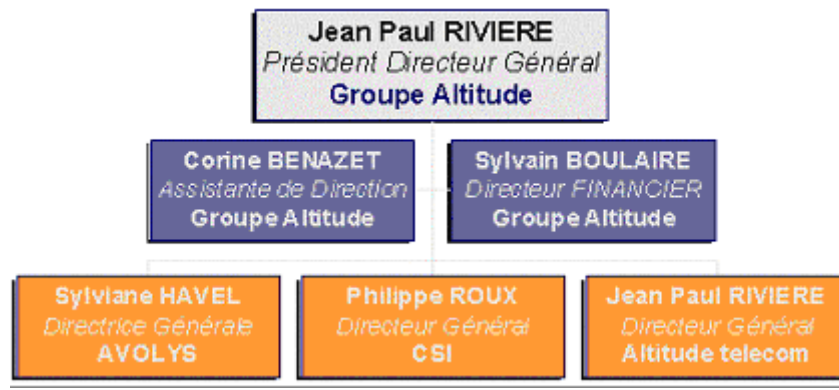 Jean Paul RIVIERE
Président Directeur Général
Groupe Altitude
Corine BENAZET
Assistante de Direction
Groupe Altitude
Sylvain BOULAIRE
Directeur FINANCIER
Groupe Altitude
Sylviane HAVEL
Directrice Générale
AVOLYS
Philippe ROUX
Directeur Général
CSI
Jean Paul RIVIERE
Directeur Général
Altitude telecom